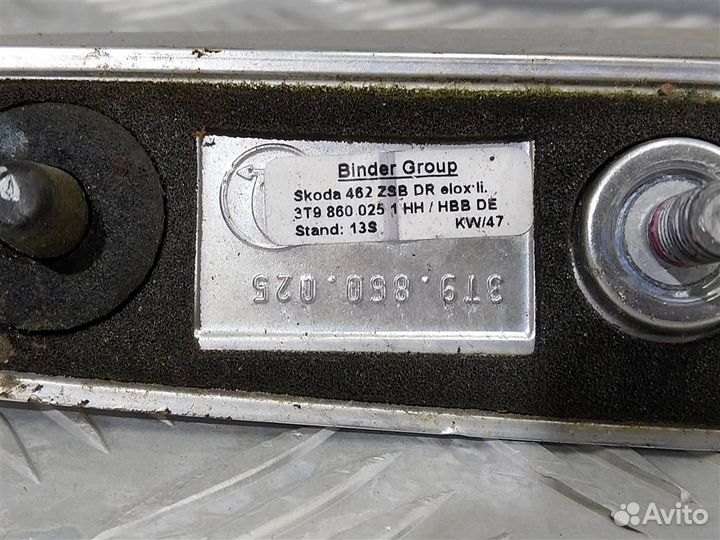 Binder Group
Skoda 462 ZSB DR elox li.
3T9 860 025 1 HH / HBB DE
Stand: 13S KW/47
3T9.860.025
Avito